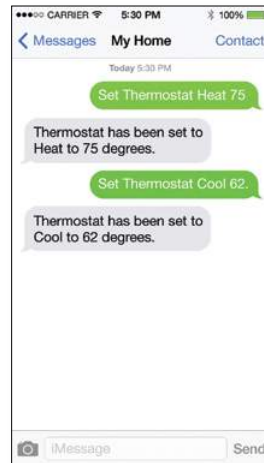 CARRIER 5:30 PM 100%
Messages My Home Contact
Today 5:30 PM
Set Thermostat Heat 75
Thermostat has been set to
Heat to 75 degrees.
Set Thermostat Cool 62.
Thermostat has been set to
Cool to 62 degrees.
iMessage Send